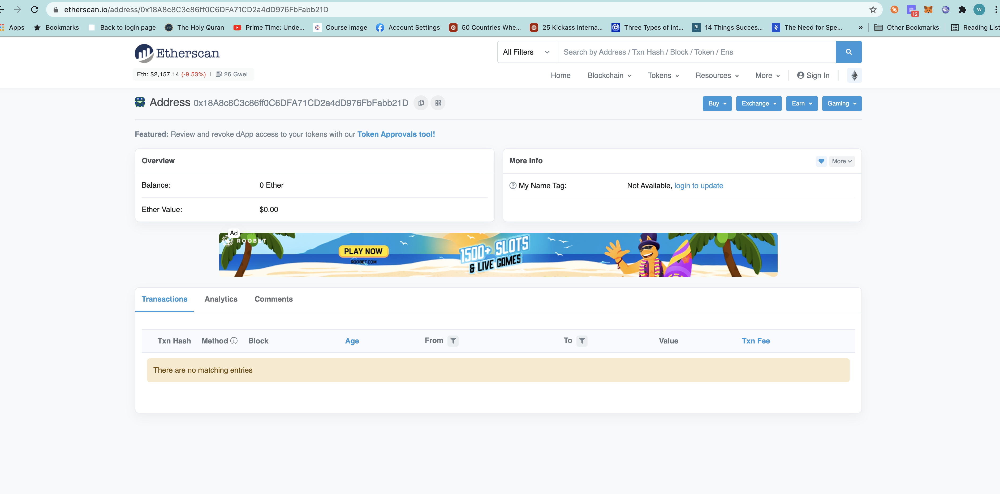 etherscan.io/address/0x18A8c8C3c86ff0C6DFA71CD2a4dD976FbFabb21D
12
W
Apps Bookmarks Back to login page The Holy Quran Prime Time: Unde... Course image Account Settings 50 Countries Whe... 25 Kickass Interna... Three Types of Int... BI 14 Things Succes... The Need for Spe... » Other Bookmarks Reading List
Etherscan
All Filters Search by Address / Txn Hash / Block / Token / Ens
Eth: $2,157.14 (-9.53%) | 26 Gwei
Home Blockchain Tokens Resources More Sign In
Address 0x18A8c8C3c86ff0C6DFA71CD2a4dD976FbFabb21D
Buy Exchange Earn Gaming
Featured: Review and revoke dApp access to your tokens with our Token Approvals tool!
Overview
Balance: 0 Ether
Ether Value: $0.00
More Info More
My Name Tag: Not Available, login to update
Ad
ROOBET
PLAY NOW
ROOBET.COM
1500+ SLOTS
& LIVE GAMES
Transactions Analytics Comments
Txn Hash Method Block Age From To Value Txn Fee
There are no matching entries